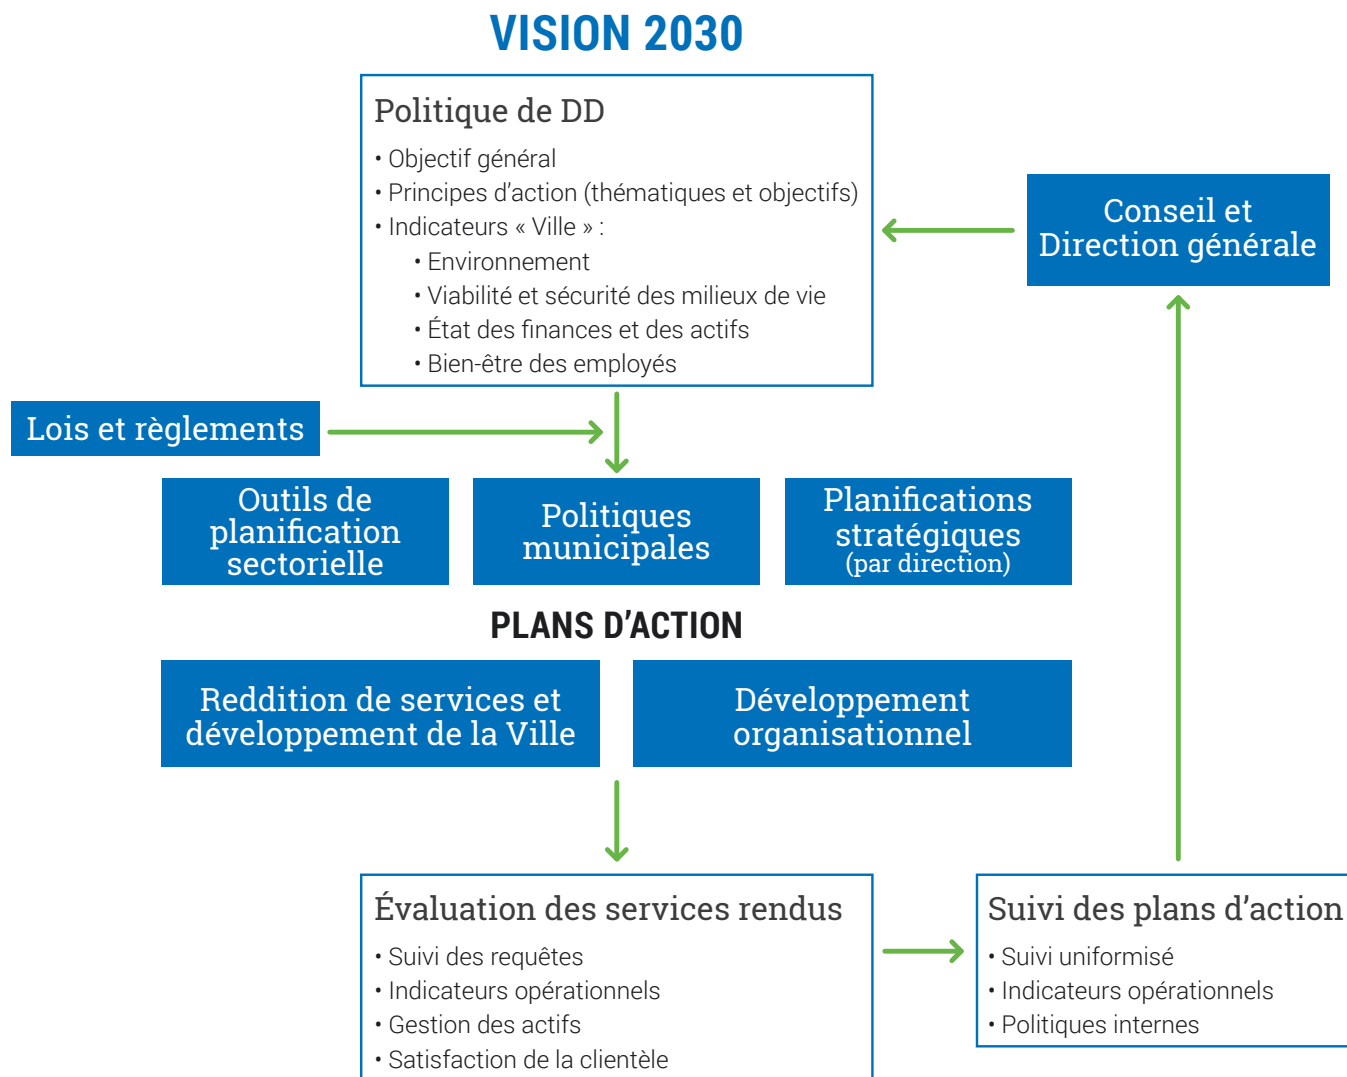 VISION 2030
Politique de DD
• Objectif général
• Principes d'action (thématiques et objectifs)
• Indicateurs « Ville » :
• Environnement
• Viabilité et sécurité des milieux de vie
• État des finances et des actifs
• Bien-être des employés
Conseil et
Direction générale
Lois et règlements
Outils de
planification
sectorielle
Politiques
municipales
Planifications
stratégiques
(par direction)
PLANS D'ACTION
Reddition de services et
développement de la Ville
Développement
organisationnel
Évaluation des services rendus
• Suivi des requêtes
• Indicateurs opérationnels
• Gestion des actifs
• Satisfaction de la clientèle
Suivi des plans d'action
• Suivi uniformisé
• Indicateurs opérationnels
• Politiques internes